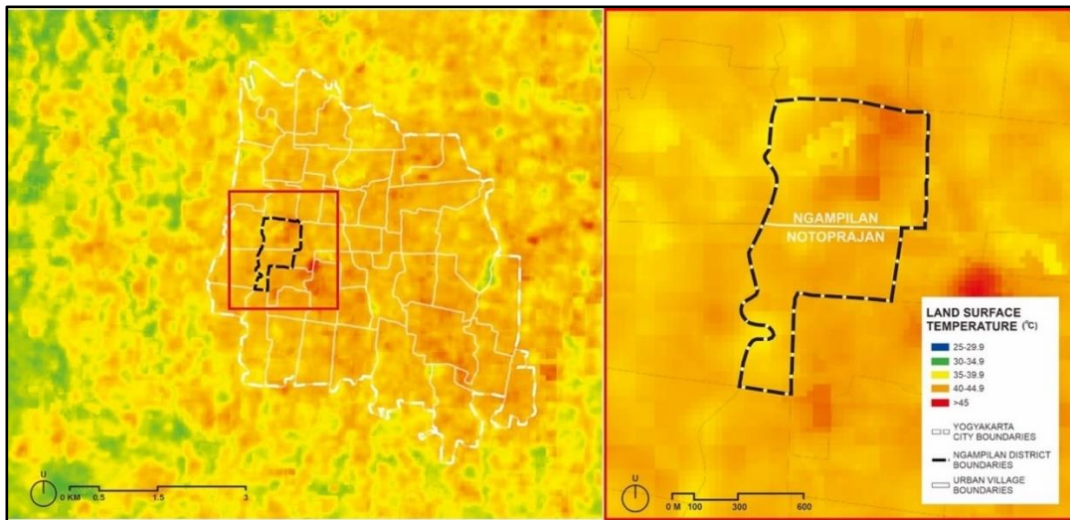 U
0 KM 0.5 1.5 3
NGAMPILAN
NOTOPRAJAN
U
0 M 100 300 600
LAND SURFACE
TEMPERATURE (°C)
25-29.9
30-34.9
35-39.9
40-44.9
>45
YOGYAKARTA
CITY BOUNDARIES
NGAMPILAN DISTRICT
BOUNDARIES
URBAN VILLAGE
BOUNDARIES